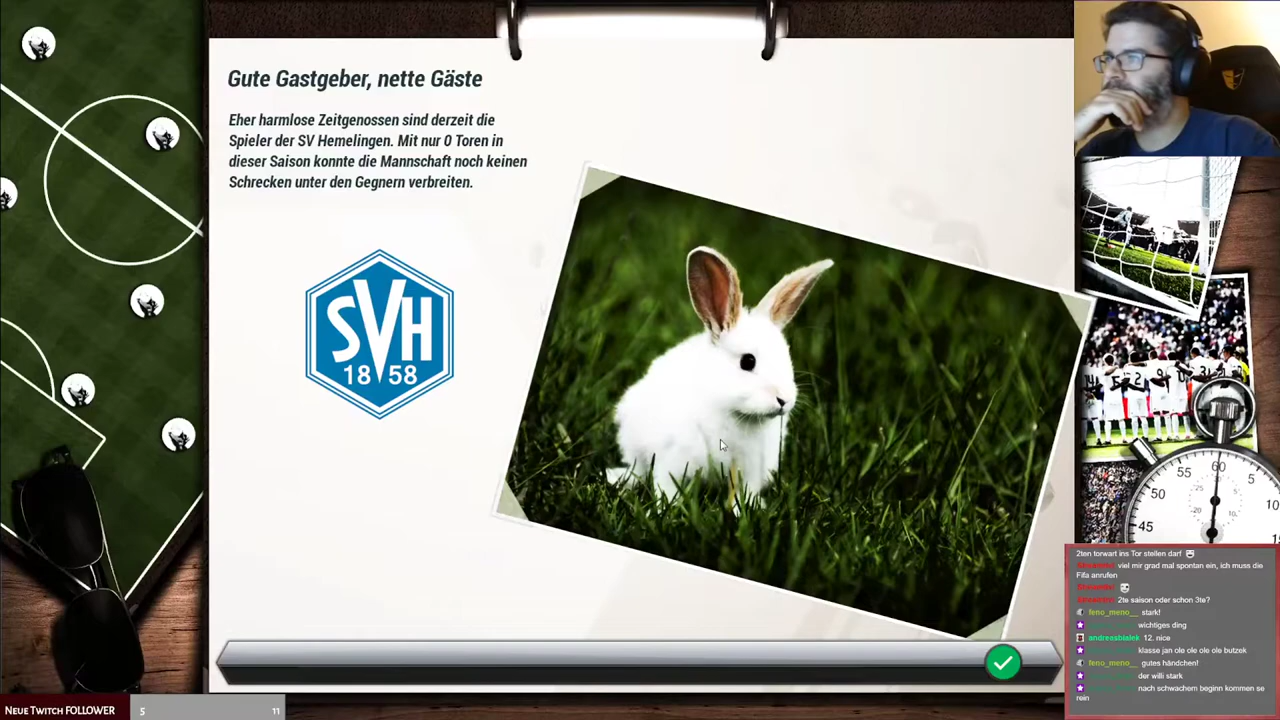 Gute Gastgeber, nette Gäste
Eher harmlose Zeitgenossen sind derzeit die
Spieler der SV Hemelingen. Mit nur 0 Toren in
dieser Saison konnte die Mannschaft noch keinen
Schrecken unter den Gegnern verbreiten.
SVH
18 58
60
55
5
50
10
45
2ten torwart ins Tor stellen darf
viel mir grad mal spontan ein, ich muss die
Fifa anrufen
2te saison oder schon 3te?
feno_meno__ stark!
wichtiges ding
andreasbialek 12. nice
klasse jan ole ole ole ole butzek
feno_meno__ gutes händchen!
der willi stark
nach schwachem beginn kommen se
rein
Neue Twitch FOLLOWER
5
11